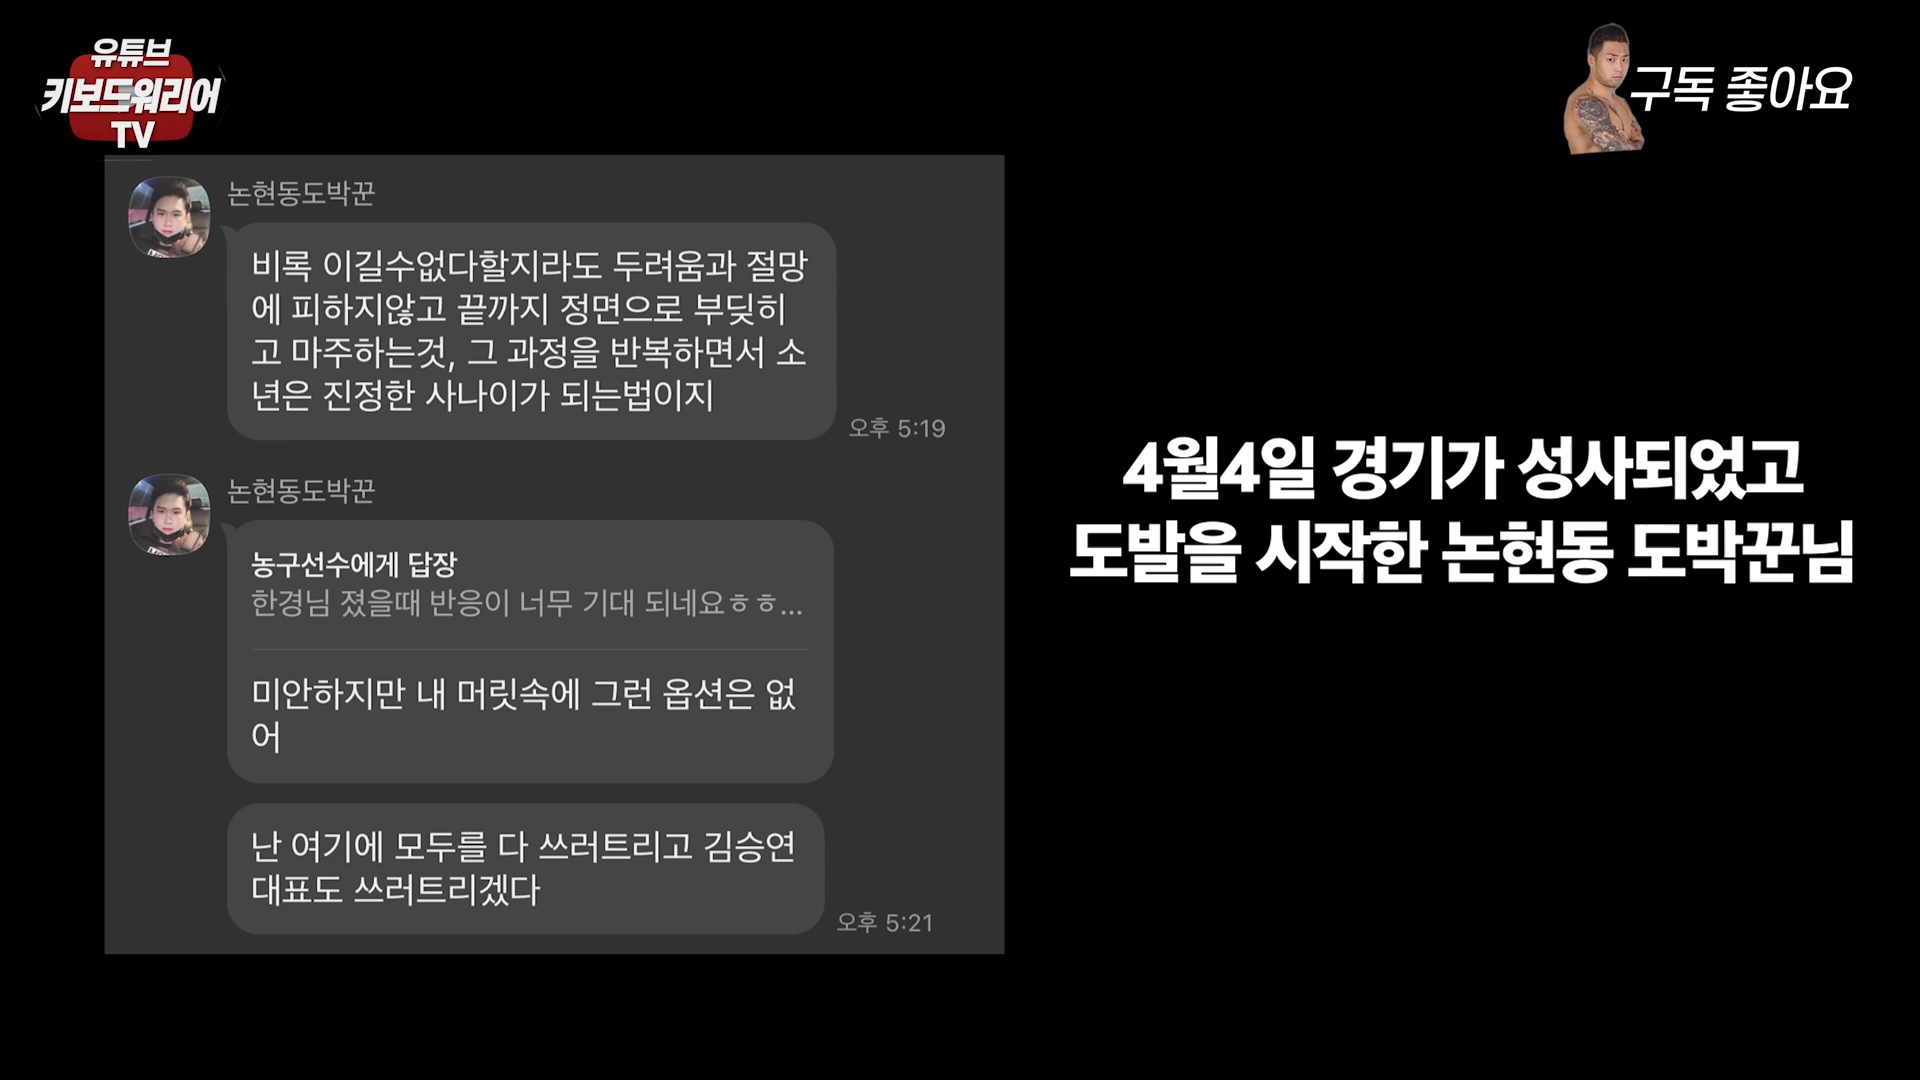 유튜브
키보드워리어
TV
구독 좋아요
논현동도박꾼
비록 이길수없다할지라도 두려움과 절망
에 피하지않고 끝까지 정면으로 부딪히
고 마주하는것, 그 과정을 반복하면서 소
년은 진정한 사나이가 되는법이지
오후 5:19
논현동도박꾼
농구선수에게 답장
한경님 졌을때 반응이 너무 기대 되네요ㅎㅎ...
미안하지만 내 머릿속에 그런 옵션은 없
어
난 여기에 모두를 다 쓰러트리고 김승연
대표도 쓰러트리겠다
오후 5:21
4월4일 경기가 성사되었고
도발을 시작한 논현동 도박꾼님